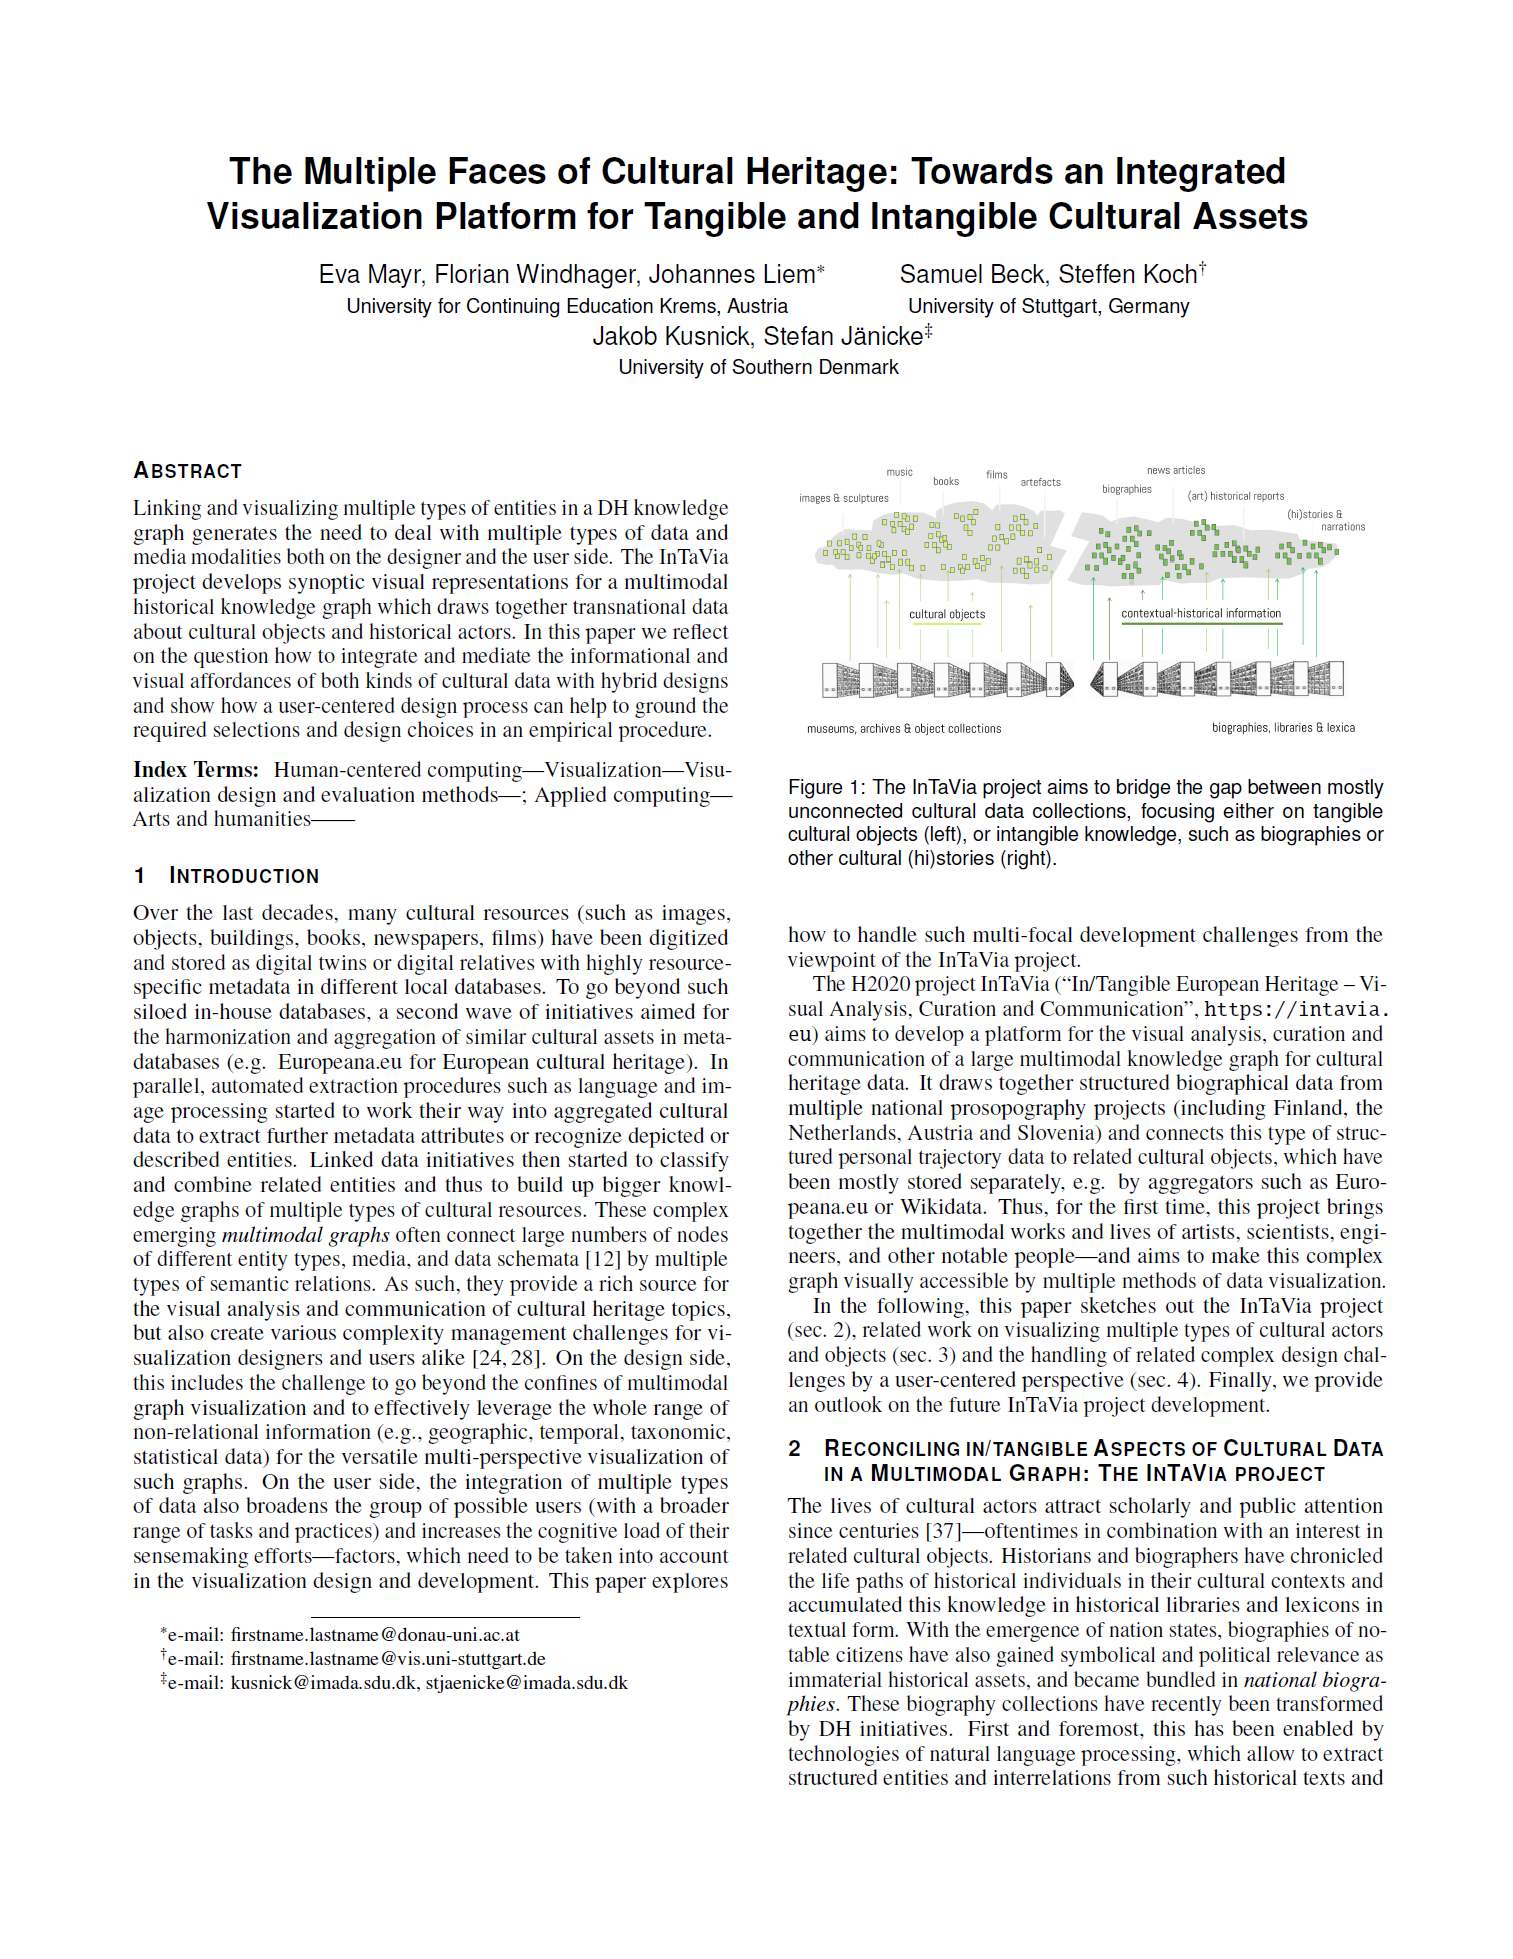 The Multiple Faces of Cultural Heritage: Towards an Integrated
Visualization Platform for Tangible and Intangible Cultural Assets
Eva Mayr, Florian Windhager, Johannes Liem*
University for Continuing Education Krems, Austria
Samuel Beck, Steffen Koch†
University of Stuttgart, Germany
Jakob Kusnick, Stefan Jänicke‡
University of Southern Denmark
ABSTRACT
Linking and visualizing multiple types of entities in a DH knowledge
graph generates the need to deal with multiple types of data and
media modalities both on the designer and the user side. The InTaVia
project develops synoptic visual representations for a multimodal
historical knowledge graph which draws together transnational data
about cultural objects and historical actors. In this paper we reflect
on the question how to integrate and mediate the informational and
visual affordances of both kinds of cultural data with hybrid designs
and show how a user-centered design process can help to ground the
required selections and design choices in an empirical procedure.
Index Terms: Human-centered computing—Visualization—Visu-
alization design and evaluation methods—; Applied computing—
Arts and humanities——
1 INTRODUCTION
Over the last decades, many cultural resources (such as images,
objects, buildings, books, newspapers, films) have been digitized
and stored as digital twins or digital relatives with highly resource-
specific metadata in different local databases. To go beyond such
siloed in-house databases, a second wave of initiatives aimed for
the harmonization and aggregation of similar cultural assets in meta-
databases (e.g. Europeana.eu for European cultural heritage). In
parallel, automated extraction procedures such as language and im-
age processing started to work their way into aggregated cultural
data to extract further metadata attributes or recognize depicted or
described entities. Linked data initiatives then started to classify
and combine related entities and thus to build up bigger knowl-
edge graphs of multiple types of cultural resources. These complex
emerging multimodal graphs often connect large numbers of nodes
of different entity types, media, and data schemata [12] by multiple
types of semantic relations. As such, they provide a rich source for
the visual analysis and communication of cultural heritage topics,
but also create various complexity management challenges for vi-
sualization designers and users alike [24, 28]. On the design side,
this includes the challenge to go beyond the confines of multimodal
graph visualization and to effectively leverage the whole range of
non-relational information (e.g., geographic, temporal, taxonomic,
statistical data) for the versatile multi-perspective visualization of
such graphs. On the user side, the integration of multiple types
of data also broadens the group of possible users (with a broader
range of tasks and practices) and increases the cognitive load of their
sensemaking efforts—factors, which need to be taken into account
in the visualization design and development. This paper explores
*e-mail: firstname.lastname@donau-uni.ac.at
†e-mail: firstname.lastname@vis.uni-stuttgart.de
‡e-mail: kusnick@imada.sdu.dk, stjaenicke@imada.sdu.dk
images & sculptures
music
books
films
artefacts
biographies
news articles
(art) historical reports
(hi)stories &
narrations
cultural objects
contextual-historical information
museums, archives & object collections
biographies, libraries & lexica
Figure 1: The InTaVia project aims to bridge the gap between mostly
unconnected cultural data collections, focusing either on tangible
cultural objects (left), or intangible knowledge, such as biographies or
other cultural (hi)stories (right).
how to handle such multi-focal development challenges from the
viewpoint of the InTaVia project.
The H2020 project InTaVia (“In/Tangible European Heritage – Vi-
sual Analysis, Curation and Communication”, https://intavia.
eu) aims to develop a platform for the visual analysis, curation and
communication of a large multimodal knowledge graph for cultural
heritage data. It draws together structured biographical data from
multiple national prosopography projects (including Finland, the
Netherlands, Austria and Slovenia) and connects this type of struc-
tured personal trajectory data to related cultural objects, which have
been mostly stored separately, e.g. by aggregators such as Euro-
peana.eu or Wikidata. Thus, for the first time, this project brings
together the multimodal works and lives of artists, scientists, engi-
neers, and other notable people—and aims to make this complex
graph visually accessible by multiple methods of data visualization.
In the following, this paper sketches out the InTaVia project
(sec. 2), related work on visualizing multiple types of cultural actors
and objects (sec. 3) and the handling of related complex design chal-
lenges by a user-centered perspective (sec. 4). Finally, we provide
an outlook on the future InTaVia project development.
2 RECONCILING IN/TANGIBLE ASPECTS OF CULTURAL DATA
IN A MULTIMODAL GRAPH: THE INTAVIA PROJECT
The lives of cultural actors attract scholarly and public attention
since centuries [37]—oftentimes in combination with an interest in
related cultural objects. Historians and biographers have chronicled
the life paths of historical individuals in their cultural contexts and
accumulated this knowledge in historical libraries and lexicons in
textual form. With the emergence of nation states, biographies of no-
table citizens have also gained symbolical and political relevance as
immaterial historical assets, and became bundled in national biogra-
phies. These biography collections have recently been transformed
by DH initiatives. First and foremost, this has been enabled by
technologies of natural language processing, which allow to extract
structured entities and interrelations from such historical texts and